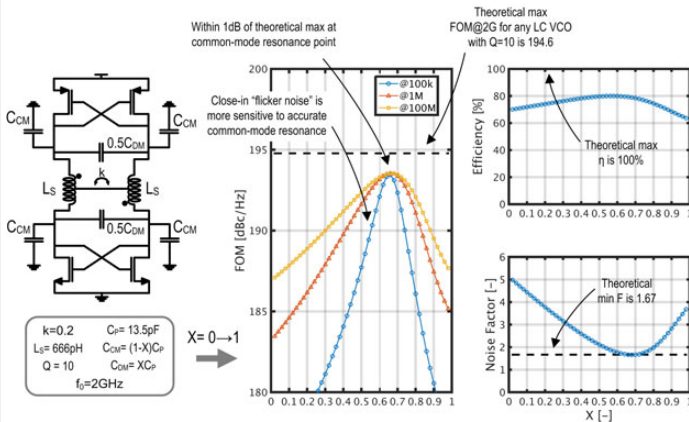 Within 1dB of theoretical max at
common-mode resonance point
Theoretical max
FOM@2G for any LC VCO
with Q=10 is 194.6
C_CM
C_CM
0.5C_DM
k
L_S
L_S
0.5C_DM
C_CM
C_CM
k=0.2
C_P= 13.5pF
L_S= 666pH
C_CM= (1-X)C_P
Q = 10
C_DM= XC_P
f_0=2GHz
X= 0→1
Close-in “flicker noise” is
more sensitive to accurate
common-mode resonance
@100k
@1M
@100M
FOM [dBc/Hz]
200
195
190
185
180
0 0.1 0.2 0.3 0.4 0.5 0.6 0.7 0.8 0.9 1
Efficiency [%]
100
80
60
40
20
0
Theoretical max
η is 100%
0 0.1 0.2 0.3 0.4 0.5 0.6 0.7 0.8 0.9 1
Noise Factor [–]
6
5
4
3
2
1
0
Theoretical
min F is 1.67
0 0.1 0.2 0.3 0.4 0.5 0.6 0.7 0.8 0.9 1
X [–]